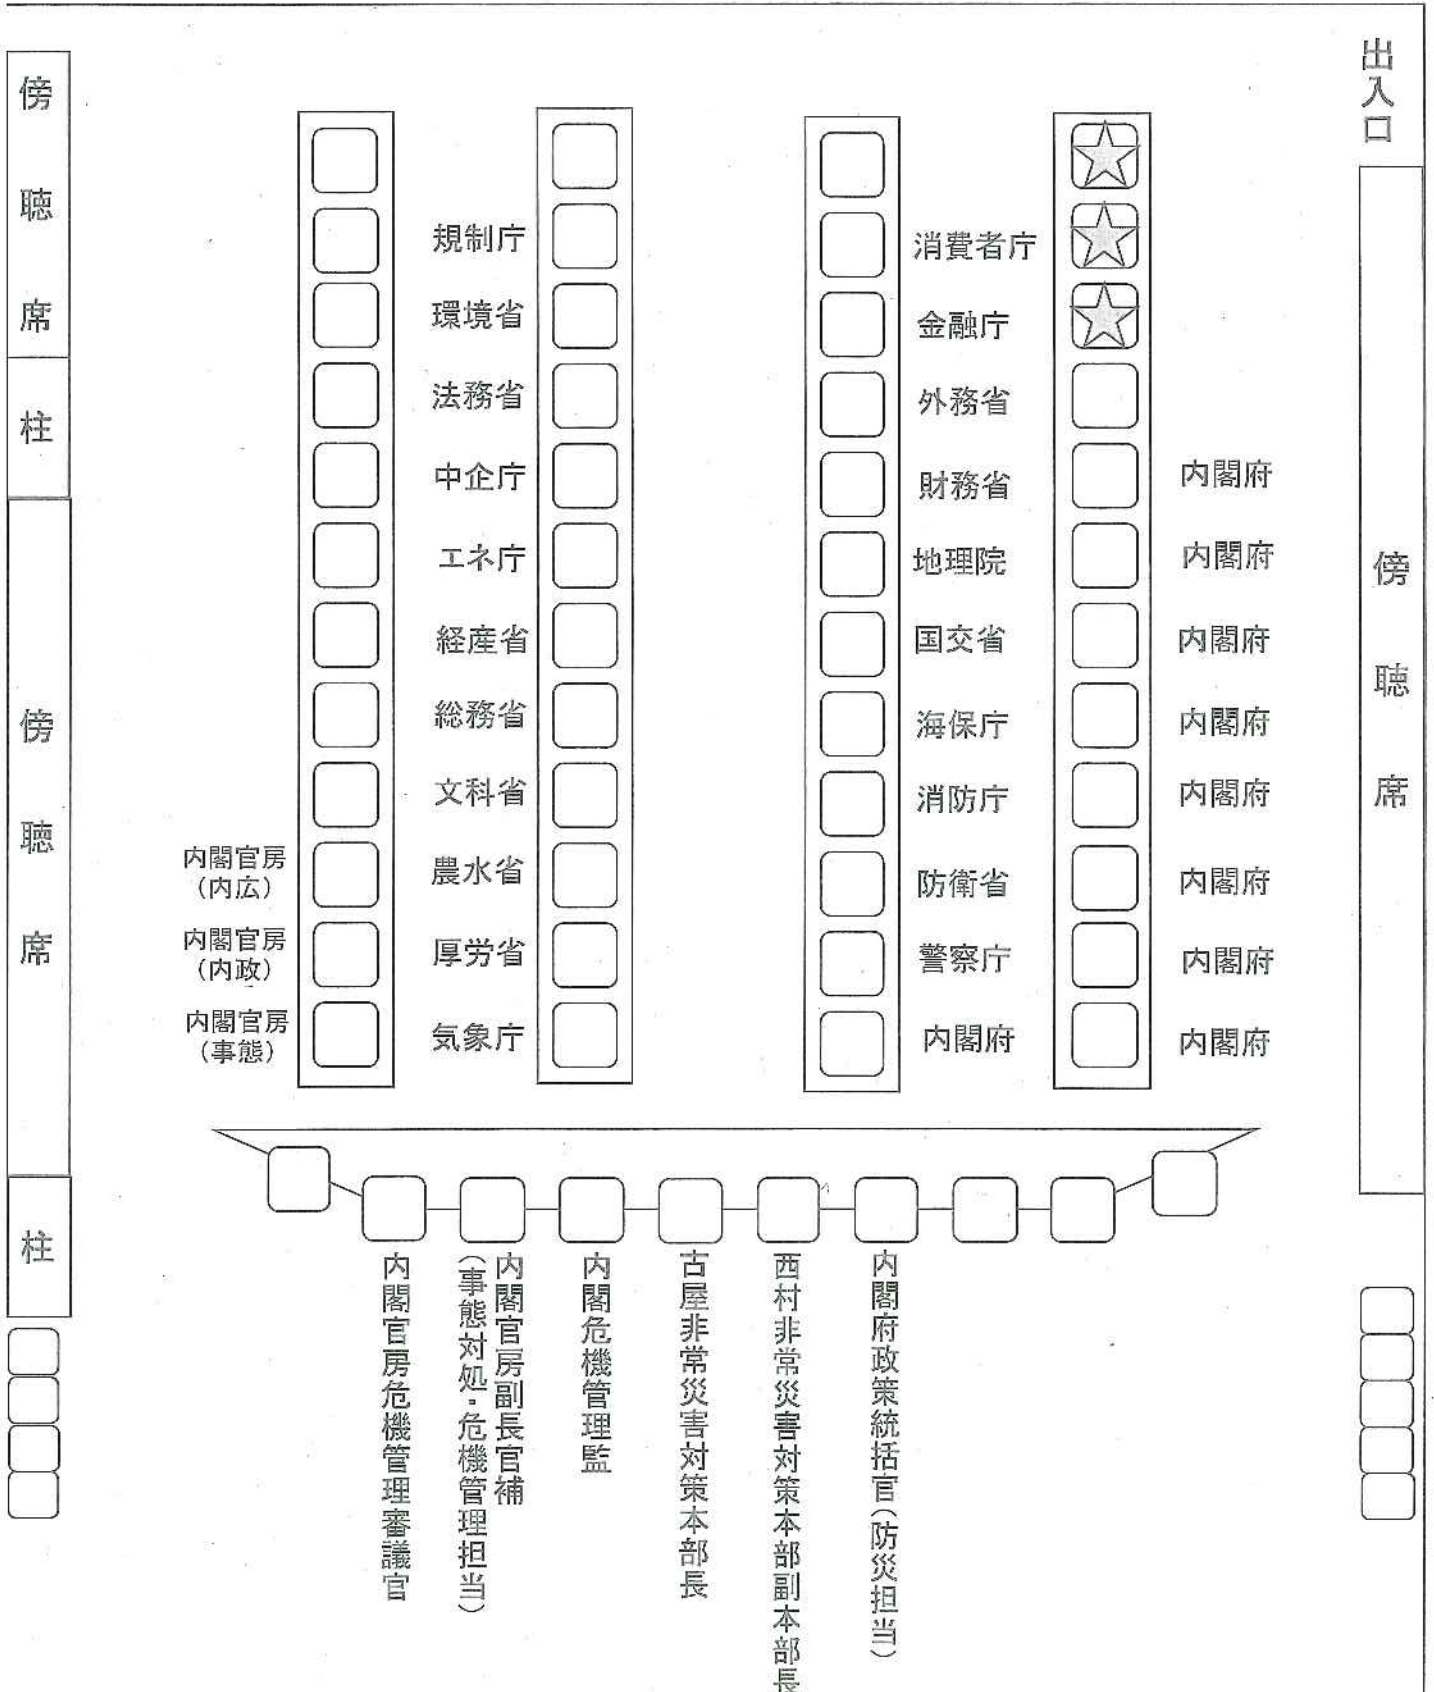 出入口
傍聴席
柱
傍聴席
柱
傍聴席
規制庁
環境省
法務省
中企庁
エネ庁
経産省
総務省
文科省
農水省
厚労省
気象庁
内閣官房
(内広)
内閣官房
(内政)
内閣官房
(事態)
消費者庁
金融庁
外務省
財務省
地理院
国交省
海保庁
消防庁
防衛省
警察庁
内閣府
内閣府
内閣府
内閣府
内閣府
内閣府
内閣府
内閣府
内閣府
内閣官房危機管理審議官
内閣官房副長官補
(事態対処・危機管理担当)
内閣危機管理監
古屋非常災害対策本部長
西村非常災害対策本部副本部長
内閣府政策統括官(防災担当)